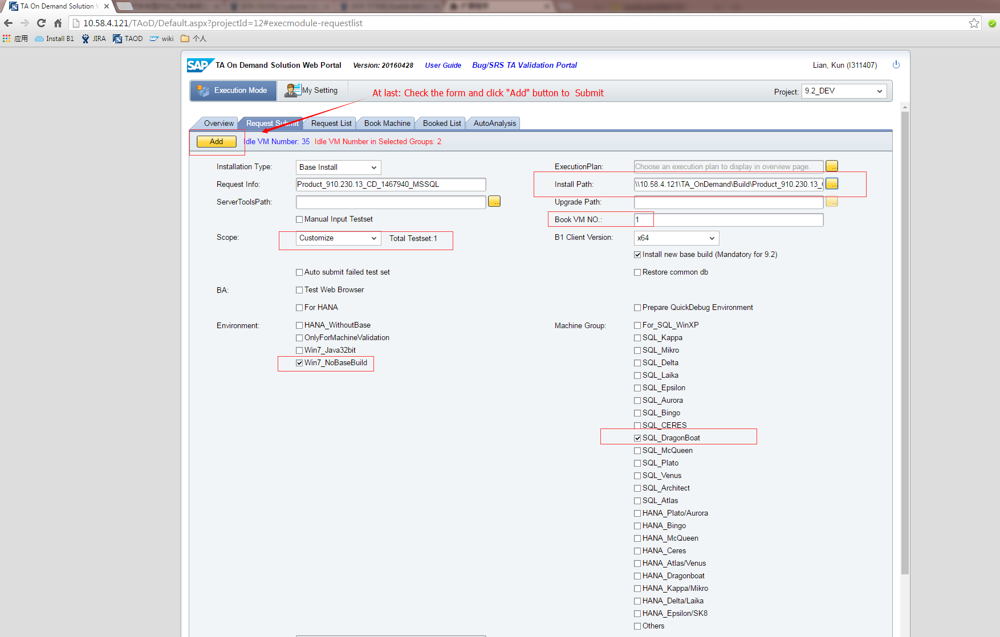 TA On Demand Solution W
10.58.4.121/TAoD/Default.aspx?projectId=12#execmodule-requestlist
应用 Install B1 JIRA TAOD wiki 个人
SAP TA On Demand Solution Web Portal Version: 20160428 User Guide Bug/SRS TA Validation Portal Lian, Kun (I311407)
Execution Mode My Setting At last: Check the form and click "Add" button to Submit Project: 9.2_DEV
Overview Request Submit Request List Book Machine Booked List AutoAnalysis
Add Idle VM Number: 35 Idle VM Number in Selected Groups: 2
Installation Type: Base Install ExecutionPlan: Choose an execution plan to display in overview page. ...
Request Info: Product_910.230.13_CD_1467940_MSSQL Install Path: \\10.58.4.121\TA_OnDemand\Build\Product_910.230.13_ ...
ServerToolsPath: ... Upgrade Path: ...
Manual Input Testset Book VM NO.: 1
Scope: Customize Total Testset:1 B1 Client Version: x64
Install new base build (Mandatory for 9.2)
Auto submit failed test set Restore common db
BA: Test Web Browser
For HANA Prepare QuickDebug Environment
Environment: HANA_WithoutBase Machine Group: For_SQL_WinXP
OnlyForMachineValidation SQL_Kappa
Win7_Java32bit SQL_Mikro
Win7_NoBaseBuild SQL_Delta
SQL_Laika
SQL_Epsilon
SQL_Aurora
SQL_Bingo
SQL_CERES
SQL_DragonBoat
SQL_McQueen
SQL_Plato
SQL_Venus
SQL_Architect
SQL_Atlas
HANA_Plato/Aurora
HANA_Bingo
HANA_McQueen
HANA_Ceres
HANA_Atlas/Venus
HANA_Dragonboat
HANA_Kappa/Mikro
HANA_Delta/Laika
HANA_Epsilon/SK8
Others